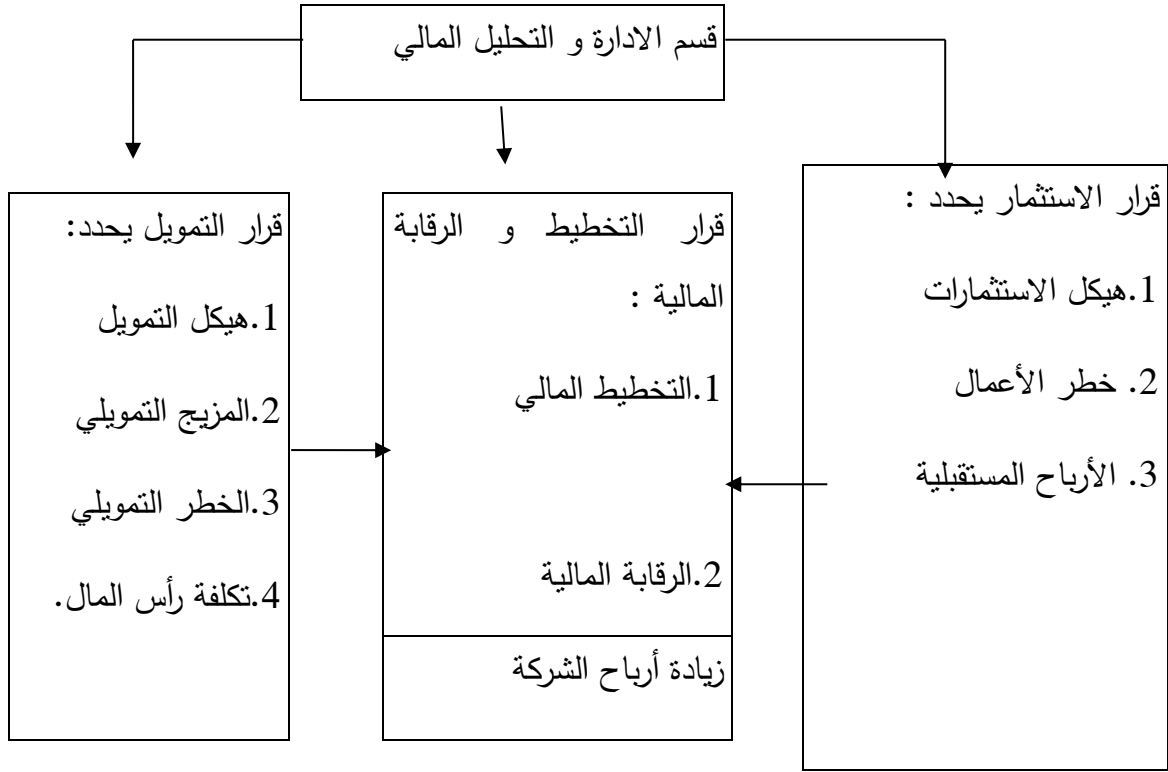 قسم الادارة و التحليل المالي
قرار الاستثمار يحدد :
1.هيكل الاستثمارات
2. خطر الأعمال
3. الأرباح المستقبلية
قرار التخطيط و الرقابة
المالية :
1.التخطيط المالي
2.الرقابة المالية
زيادة أرباح الشركة
قرار التمويل يحدد:
1.هيكل التمويل
2.المزيج التمويلي
3.الخطر التمويلي
4.تكلفة رأس المال.